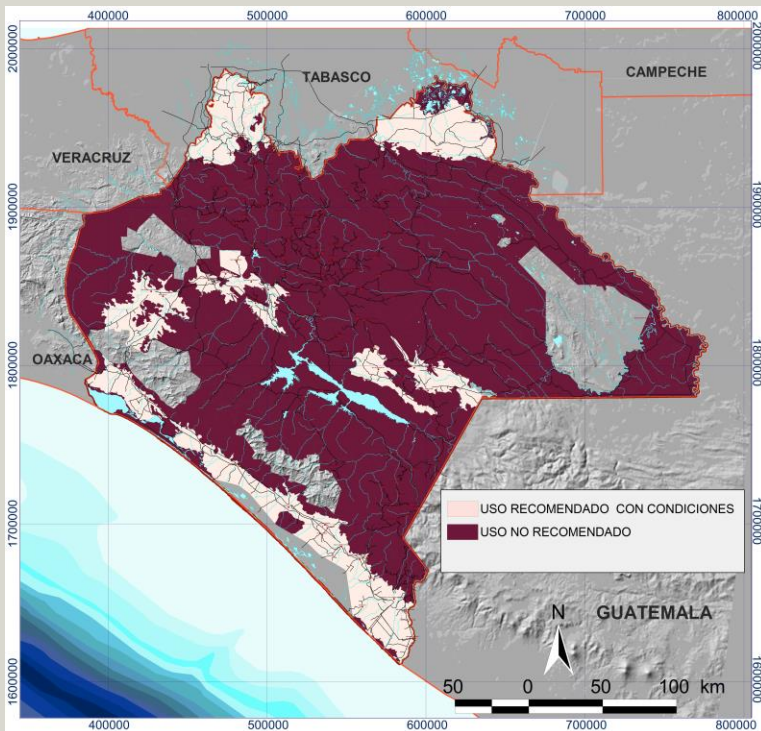 400000 500000 600000 700000 800000
2000000
2000000
TABASCO
CAMPECHE
VERACRUZ
1900000
1900000
OAXACA
1800000
1800000
USO RECOMENDADO CON CONDICIONES
USO NO RECOMENDADO
1700000
1700000
N
GUATEMALA
50 0 50 100 km
1600000
1600000
400000 500000 600000 700000 800000